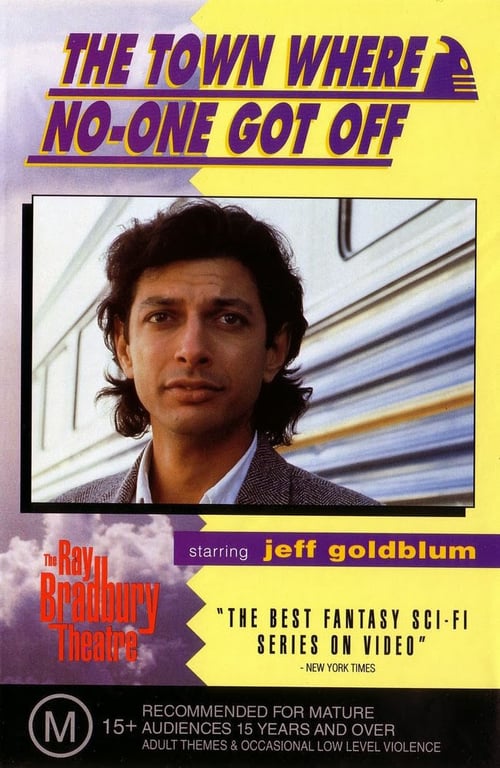 THE TOWN WHERE
NO-ONE GOT OFF
starring jeff goldblum
The Ray
Bradbury
Theatre
"THE BEST FANTASY SCI-FI
SERIES ON VIDEO"
- NEW YORK TIMES
M 15+ RECOMMENDED FOR MATURE
AUDIENCES 15 YEARS AND OVER
ADULT THEMES & OCCASIONAL LOW LEVEL VIOLENCE